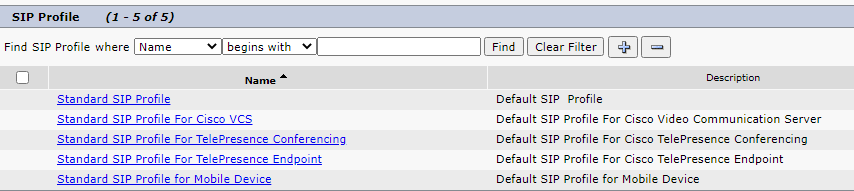 SIP Profile (1 - 5 of 5)
Find SIP Profile where Name begins with Find Clear Filter
Name Description
Standard SIP Profile Default SIP Profile
Standard SIP Profile For Cisco VCS Default SIP Profile For Cisco Video Communication Server
Standard SIP Profile For TelePresence Conferencing Default SIP Profile For Cisco TelePresence Conferencing
Standard SIP Profile For TelePresence Endpoint Default SIP Profile For Cisco TelePresence Endpoint
Standard SIP Profile for Mobile Device Default SIP Profile for Mobile Device